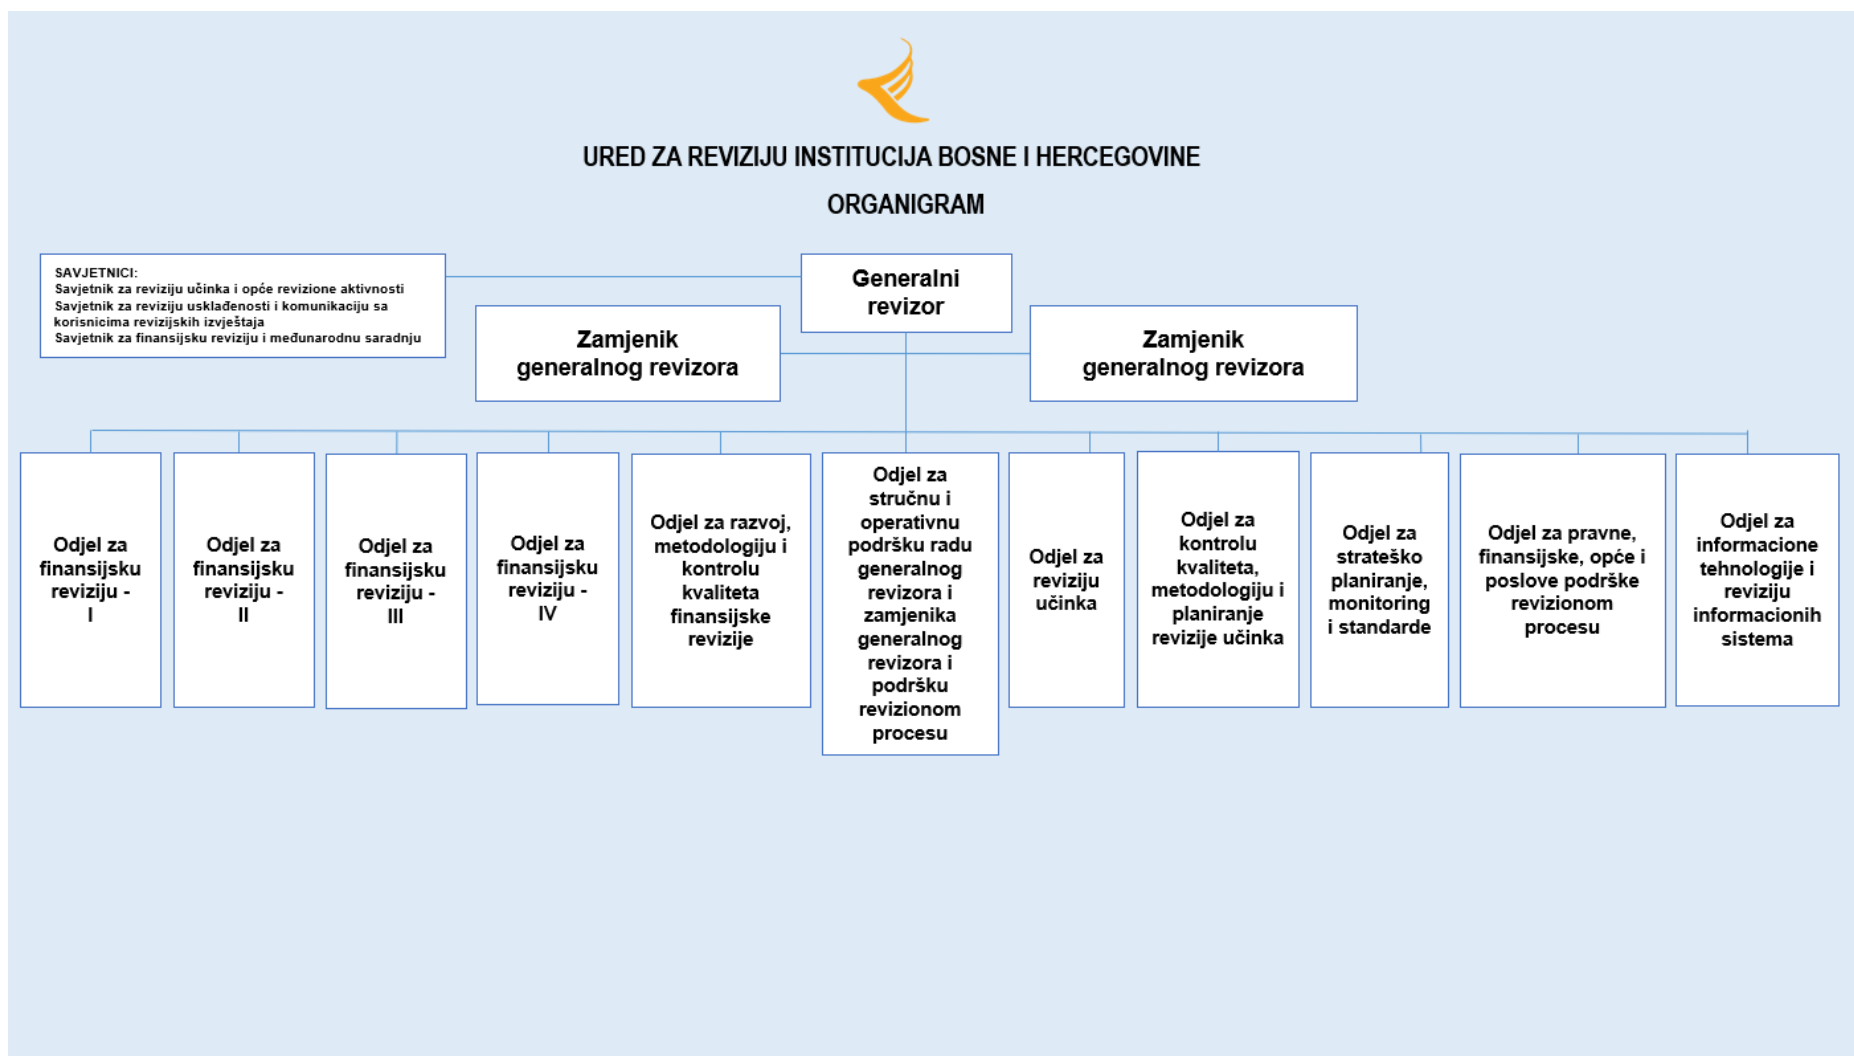 URED ZA REVIZIJU INSTITUCIJA BOSNE I HERCEGOVINE
ORGANIGRAM
SAVJETNICI:
Savjetnik za reviziju učinka i opće revizione aktivnosti
Savjetnik za reviziju usklađenosti i komunikaciju sa
korisnicima revizijskih izvještaja
Savjetnik za finansijsku reviziju i međunarodnu saradnju
Generalni
revizor
Zamjenik
generalnog revizora
Zamjenik
generalnog revizora
Odjel za
finansijsku
reviziju -
I
Odjel za
finansijsku
reviziju -
II
Odjel za
finansijsku
reviziju -
III
Odjel za
finansijsku
reviziju -
IV
Odjel za razvoj,
metodologiju i
kontrolu
kvaliteta
finansijske
revizije
Odjel za
stručnu i
operativnu
podršku radu
generalnog
revizora i
zamjenika
generalnog
revizora i
podršku
revizionom
procesu
Odjel za
reviziju
učinka
Odjel za
kontrolu
kvaliteta,
metodologiju i
planiranje
revizije učinka
Odjel za
strateško
planiranje,
monitoring
i standarde
Odjel za pravne,
finansijske, opće i
poslove podrške
revizionom
procesu
Odjel za
informacione
tehnologije i
reviziju
informacionih
sistema